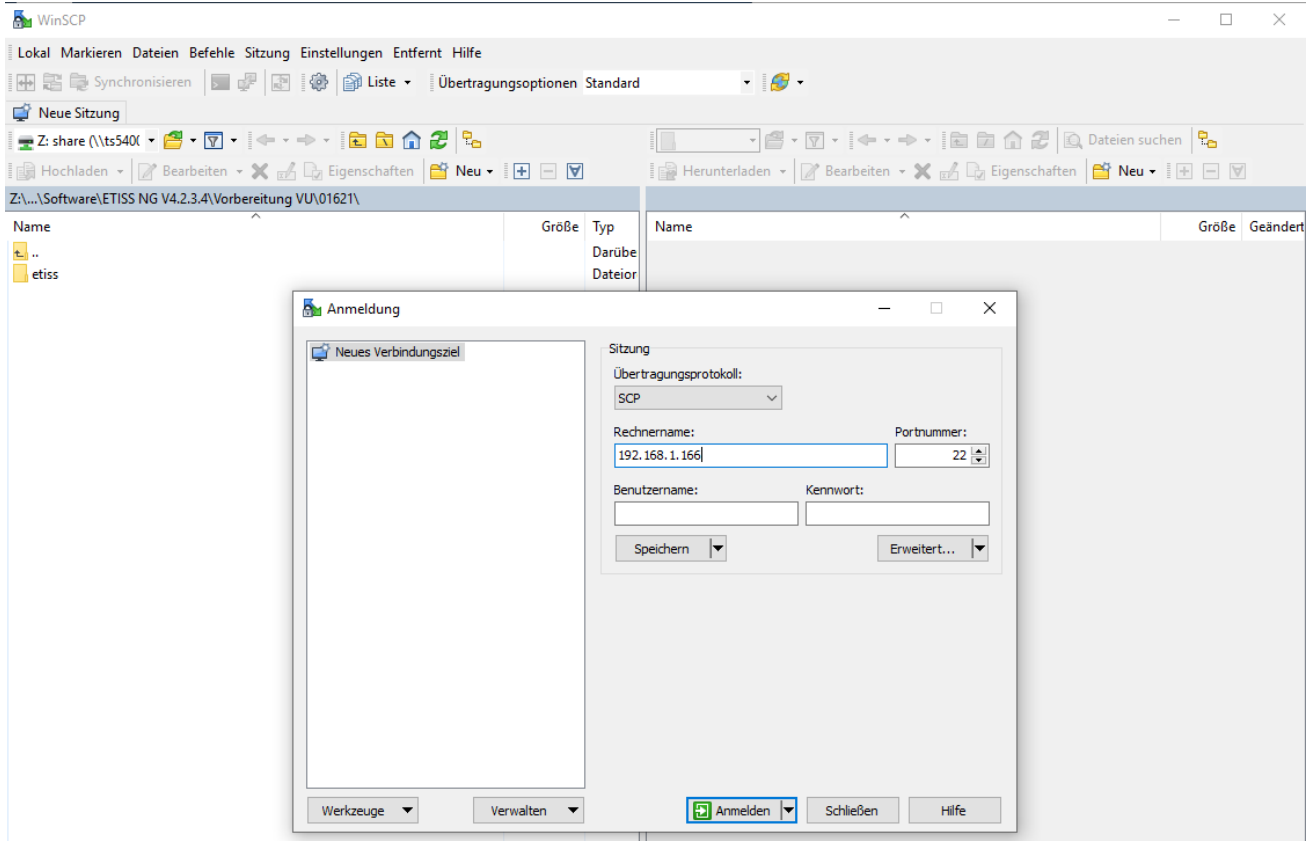 WinSCP
Lokal Markieren Dateien Befehle Sitzung Einstellungen Entfernt Hilfe
Synchronisieren Liste Übertragungsoptionen Standard
Neue Sitzung
Z: share (\\ts540( Dateien suchen
Hochladen Bearbeiten Eigenschaften Neu Herunterladen Bearbeiten Eigenschaften Neu
Z:\...\Software\ETISS NG V4.2.3.4\Vorbereitung VU\01621\
Name Größe Typ Name Größe Geändert
.. Darübe
etiss Dateior
Anmeldung
Neues Verbindungsziel
Sitzung
Übertragungsprotokoll:
SCP
Rechnername: Portnummer:
192.168.1.166 22
Benutzername: Kennwort:
Speichern Erweitert...
Werkzeuge Verwalten Anmelden Schließen Hilfe